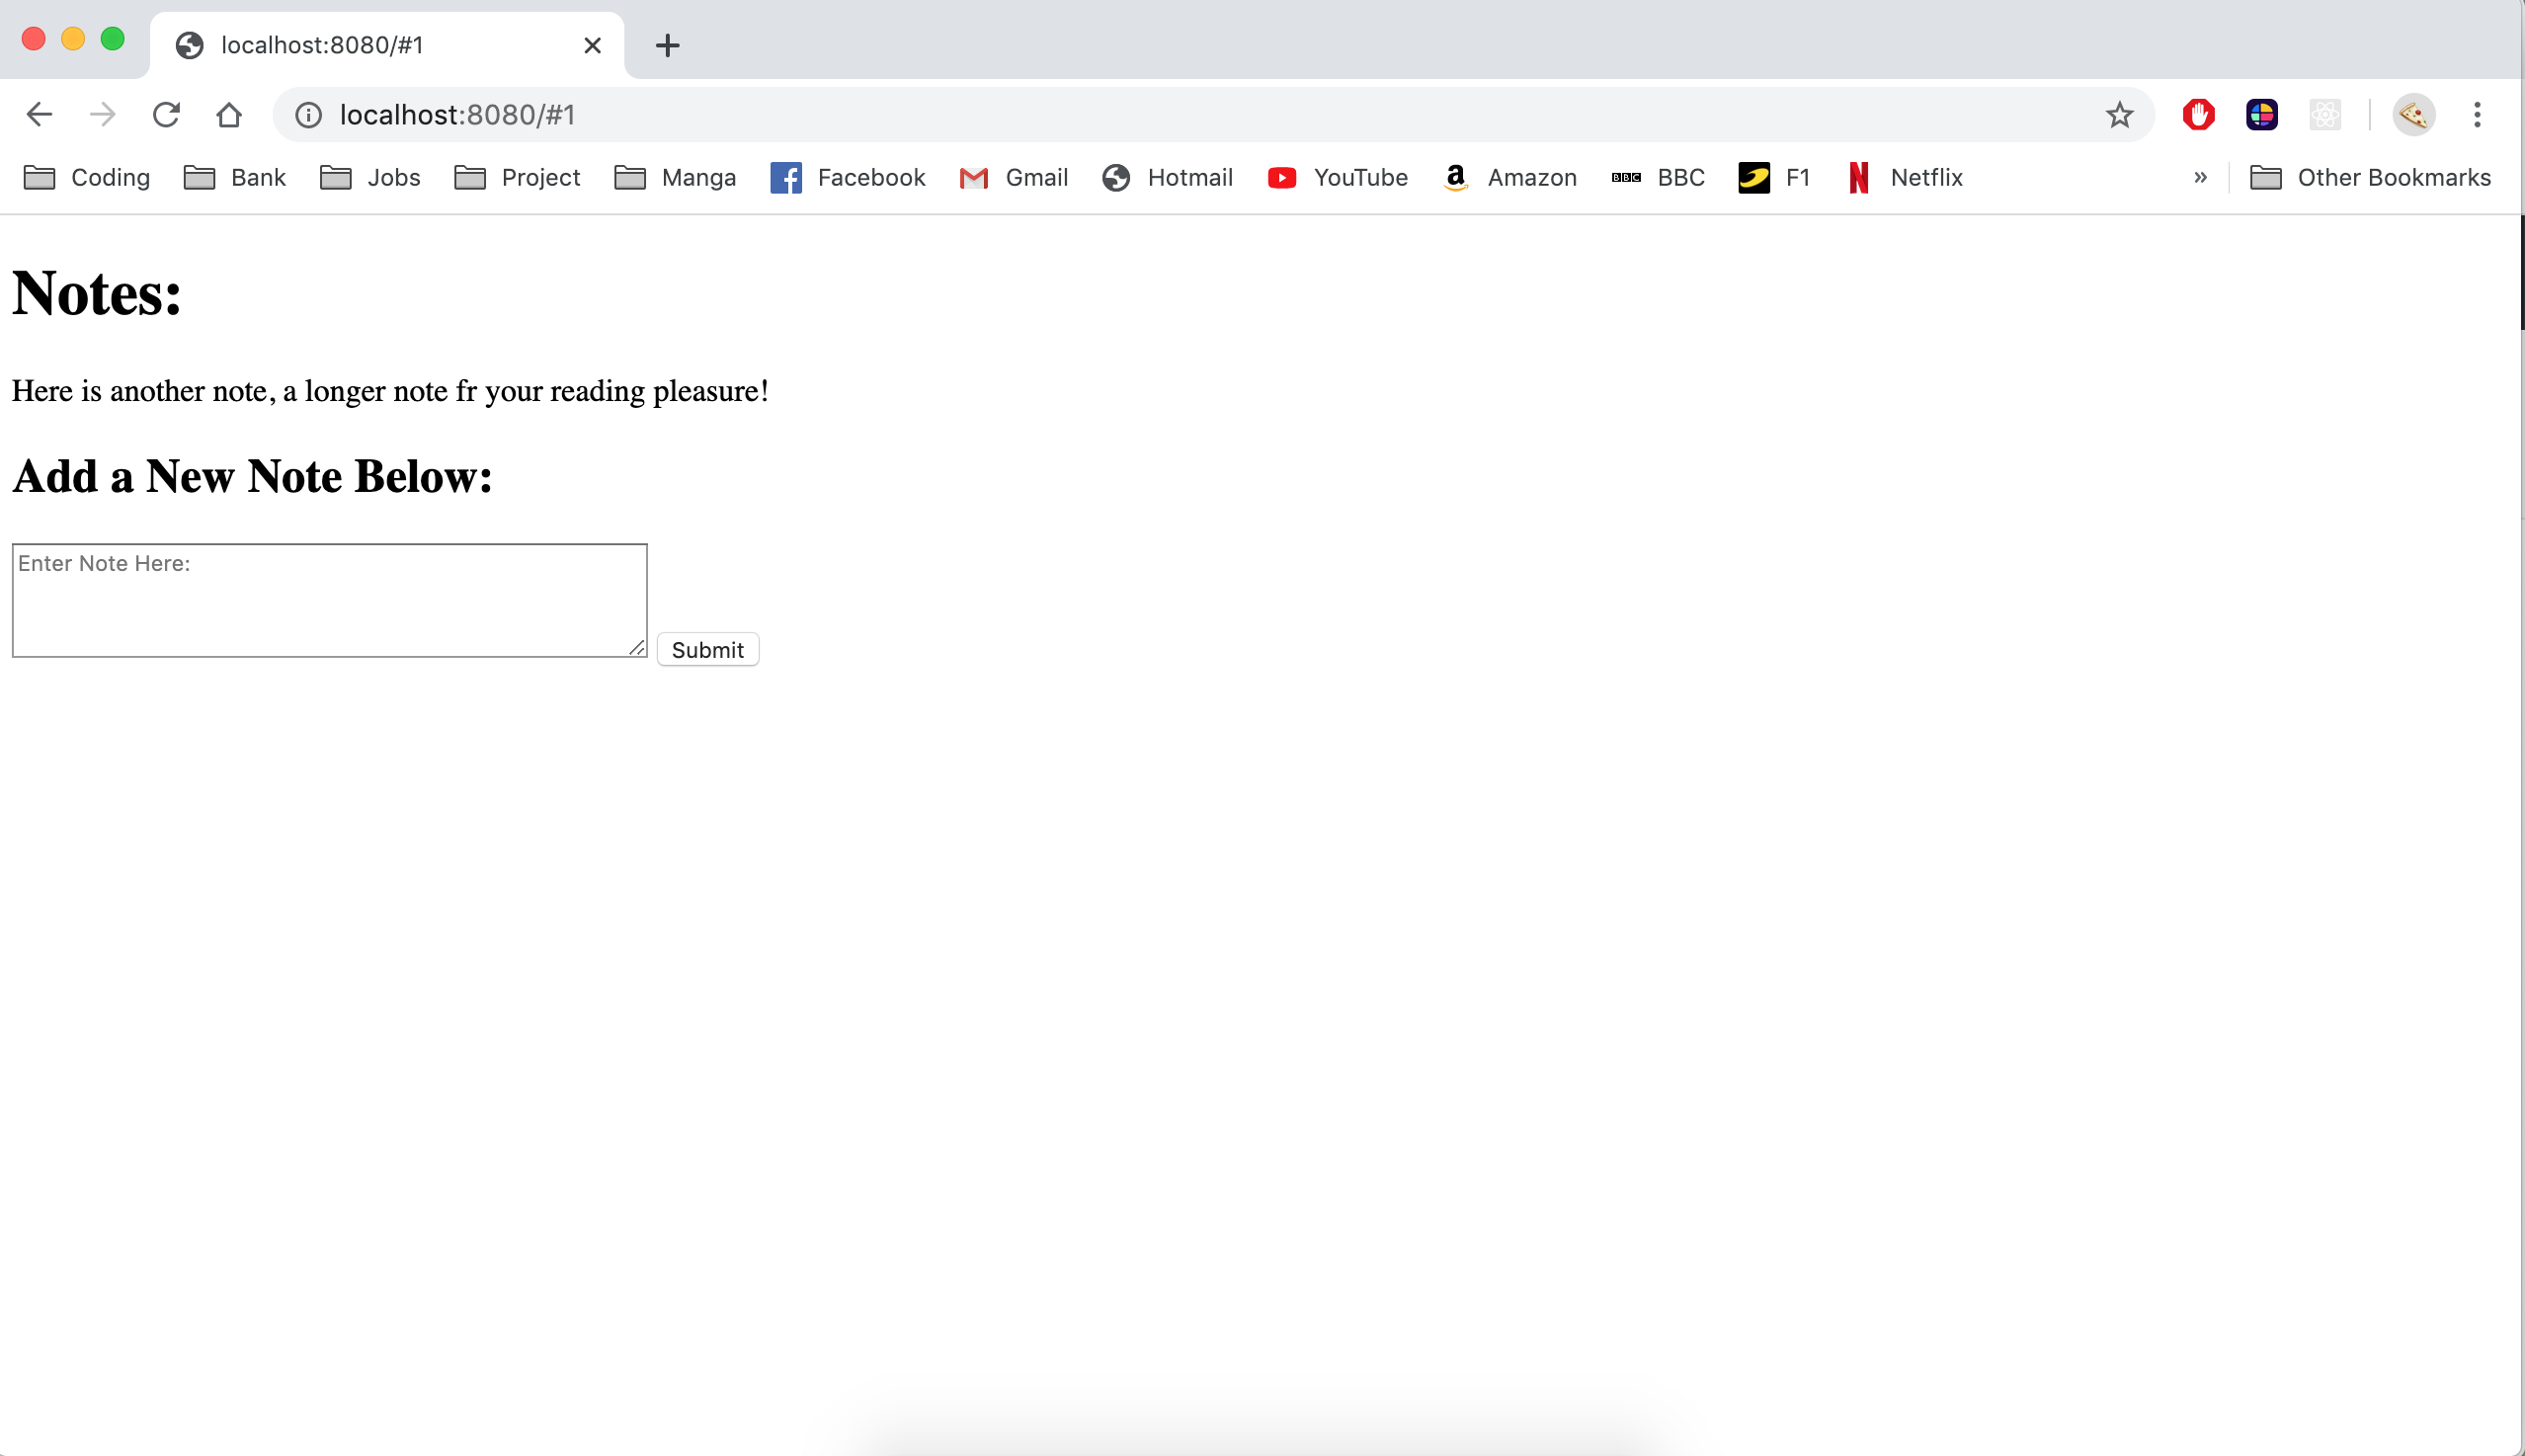 localhost:8080/#1
localhost:8080/#1
Coding Bank Jobs Project Manga Facebook Gmail Hotmail YouTube Amazon BBC BBC F1 Netflix » Other Bookmarks
Notes:
Here is another note, a longer note fr your reading pleasure!
Add a New Note Below:
Enter Note Here:
Submit